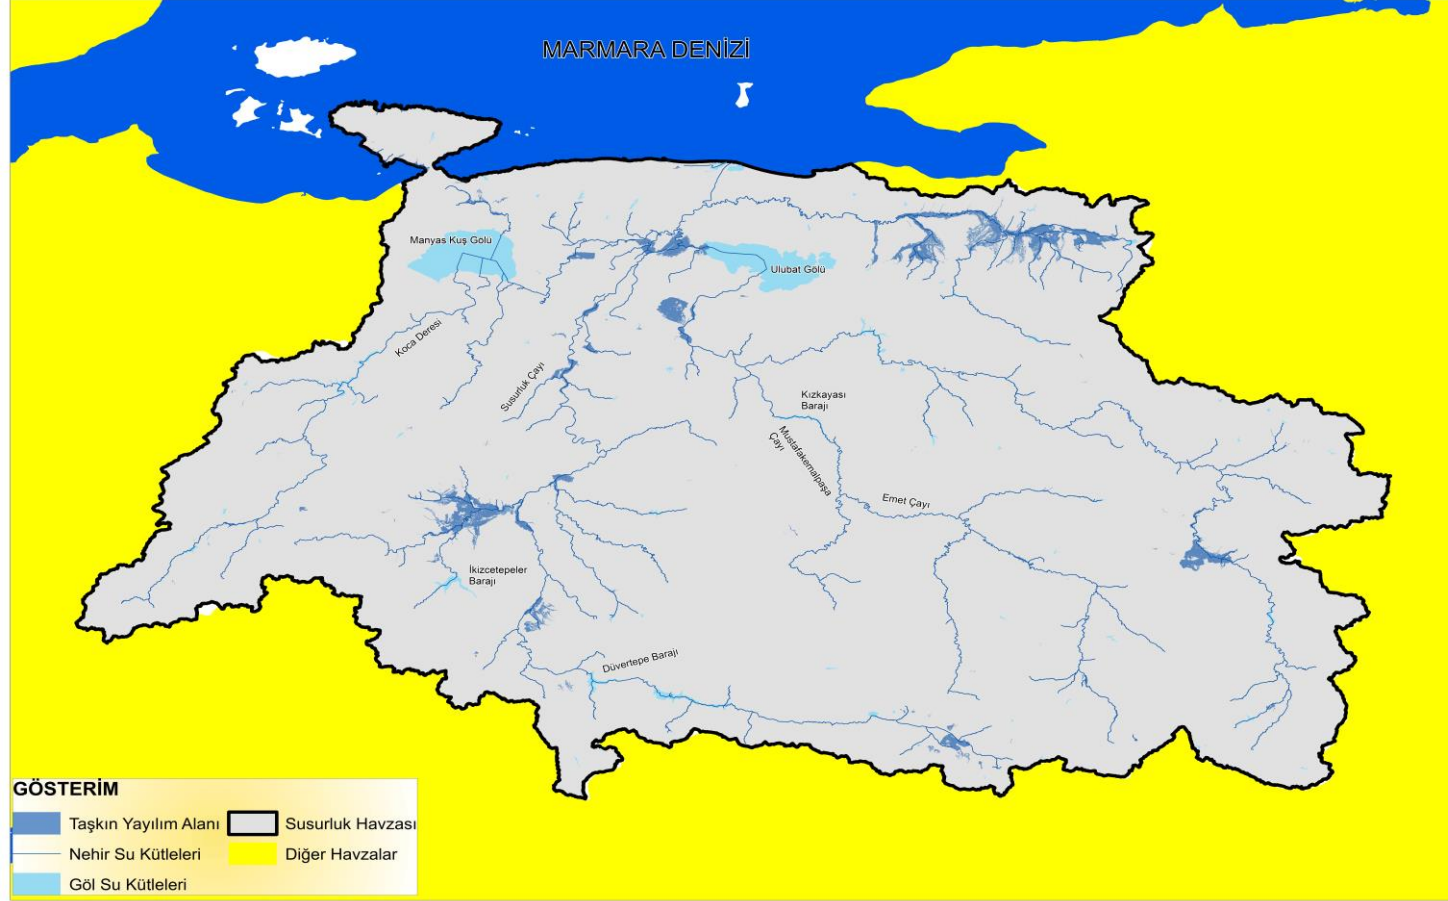 MARMARA DENİZİ
Manyas Kuş Gölü
Ulubat Gölü
Koca Deresi
Susurluk Çayı
Kızkayası
Barajı
Mustafakemalpaşa
Çayı
Emet Çayı
İkizcetepeler
Barajı
Düvertepe Barajı
GÖSTERİM
Taşkın Yayılım Alanı
Susurluk Havzası
Nehir Su Kütleleri
Diğer Havzalar
Göl Su Kütleleri